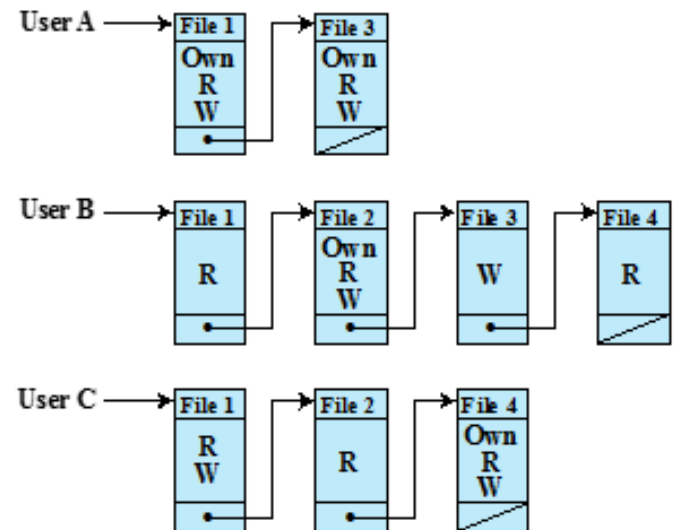 User A
File 1
Own
R
W
File 3
Own
R
W
User B
File 1
R
File 2
Own
R
W
File 3
W
File 4
R
User C
File 1
R
W
File 2
R
File 4
Own
R
W